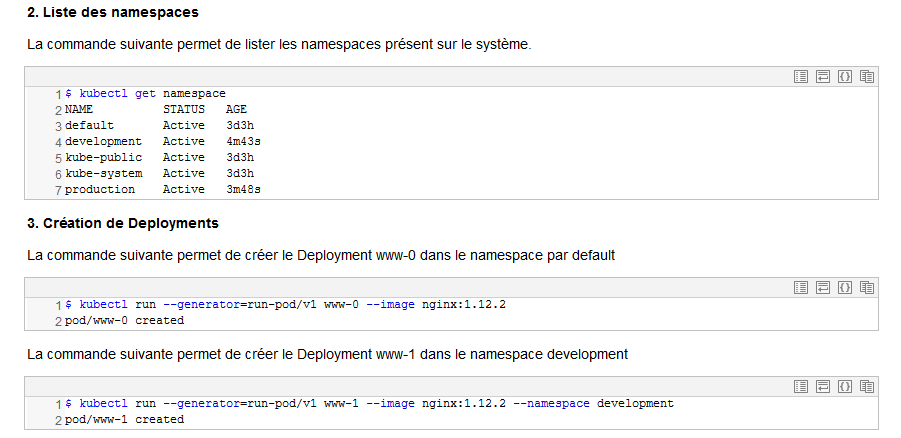 2. Liste des namespaces
La commande suivante permet de lister les namespaces présent sur le système.
1 $ kubectl get namespace
2 NAME          STATUS   AGE
3 default       Active   3d3h
4 development   Active   4m43s
5 kube-public   Active   3d3h
6 kube-system   Active   3d3h
7 production    Active   3m48s
3. Création de Deployments
La commande suivante permet de créer le Deployment www-0 dans le namespace par default
1 $ kubectl run --generator=run-pod/v1 www-0 --image nginx:1.12.2
2 pod/www-0 created
La commande suivante permet de créer le Deployment www-1 dans le namespace development
1 $ kubectl run --generator=run-pod/v1 www-1 --image nginx:1.12.2 --namespace development
2 pod/www-1 created